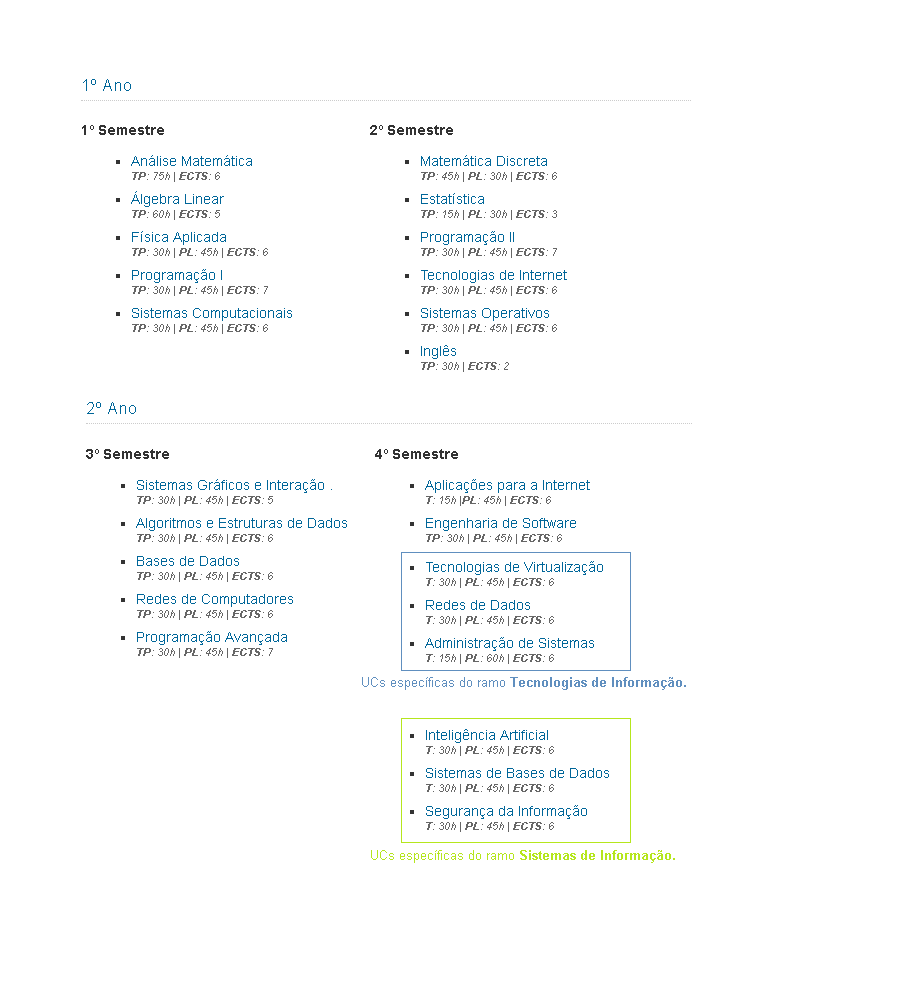 1º Ano
1º Semestre
Análise Matemática
TP: 75h | ECTS: 6
Álgebra Linear
TP: 60h | ECTS: 5
Física Aplicada
TP: 30h | PL: 45h | ECTS: 6
Programação I
TP: 30h | PL: 45h | ECTS: 7
Sistemas Computacionais
TP: 30h | PL: 45h | ECTS: 6
2º Semestre
Matemática Discreta
TP: 45h | PL: 30h | ECTS: 6
Estatística
TP: 15h | PL: 30h | ECTS: 3
Programação II
TP: 30h | PL: 45h | ECTS: 7
Tecnologias de Internet
TP: 30h | PL: 45h | ECTS: 6
Sistemas Operativos
TP: 30h | PL: 45h | ECTS: 6
Inglês
TP: 30h | ECTS: 2
2º Ano
3º Semestre
Sistemas Gráficos e Interação .
TP: 30h | PL: 45h | ECTS: 5
Algoritmos e Estruturas de Dados
TP: 30h | PL: 45h | ECTS: 6
Bases de Dados
TP: 30h | PL: 45h | ECTS: 6
Redes de Computadores
TP: 30h | PL: 45h | ECTS: 6
Programação Avançada
TP: 30h | PL: 45h | ECTS: 7
4º Semestre
Aplicações para a Internet
T: 15h |PL: 45h | ECTS: 6
Engenharia de Software
TP: 30h | PL: 45h | ECTS: 6
Tecnologias de Virtualização
T: 30h | PL: 45h | ECTS: 6
Redes de Dados
T: 30h | PL: 45h | ECTS: 6
Administração de Sistemas
T: 15h | PL: 60h | ECTS: 6
UCs específicas do ramo Tecnologias de Informação.
Inteligência Artificial
T: 30h | PL: 45h | ECTS: 6
Sistemas de Bases de Dados
T: 30h | PL: 45h | ECTS: 6
Segurança da Informação
T: 30h | PL: 45h | ECTS: 6
UCs específicas do ramo Sistemas de Informação.